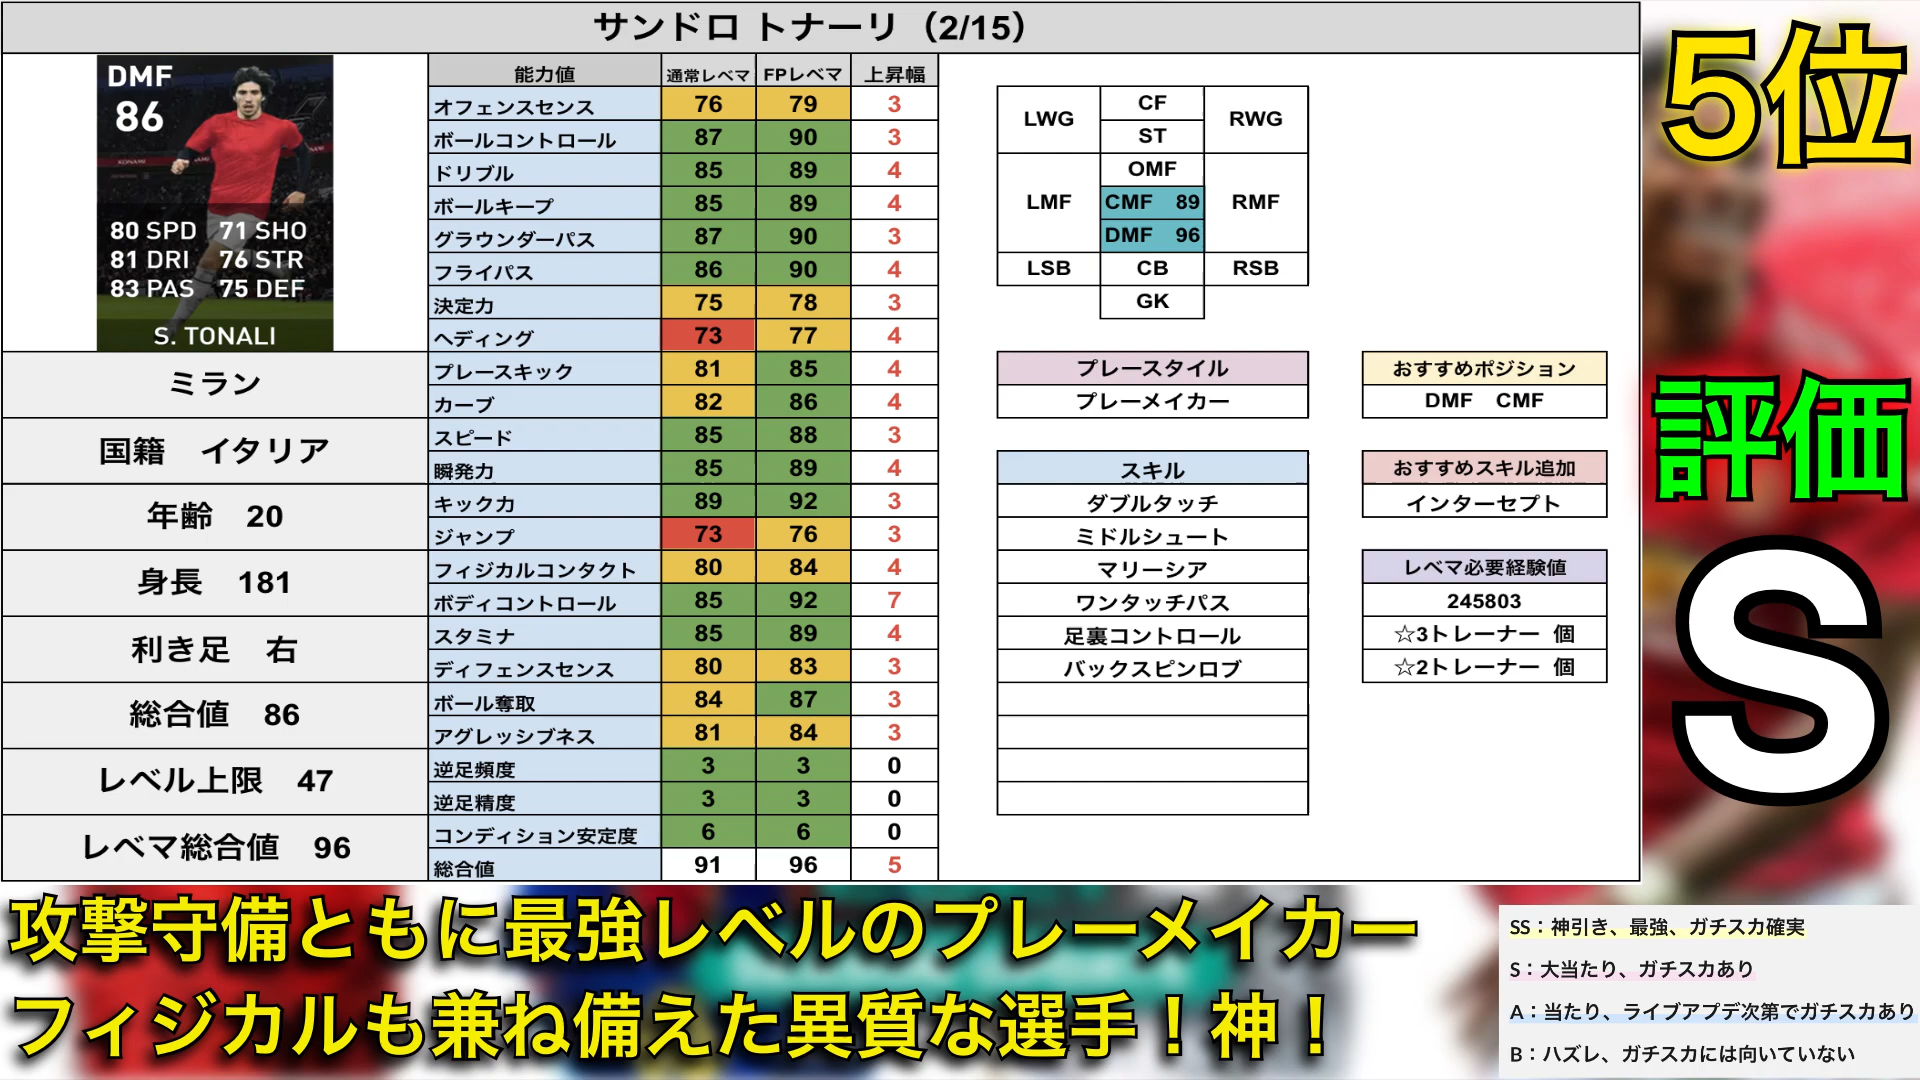 サンドロ トナーリ（2/15）
DMF
86
80 SPD 71 SHO
81 DRI 76 STR
83 PAS 75 DEF
S. TONALI
ミラン
国籍 イタリア
年齢 20
身長 181
利き足 右
総合値 86
レベル上限 47
レベマ総合値 96
能力値 通常レベマ FPレベマ 上昇幅
オフェンスセンス 76 79 3
ボールコントロール 87 90 3
ドリブル 85 89 4
ボールキープ 85 89 4
グラウンダーパス 87 90 3
フライパス 86 90 4
決定力 75 78 3
ヘディング 73 77 4
プレースキック 81 85 4
カーブ 82 86 4
スピード 85 88 3
瞬発力 85 89 4
キック力 89 92 3
ジャンプ 73 76 3
フィジカルコンタクト 80 84 4
ボディコントロール 85 92 7
スタミナ 85 89 4
ディフェンスセンス 80 83 3
ボール奪取 84 87 3
アグレッシブネス 81 84 3
逆足頻度 3 3 0
逆足精度 3 3 0
コンディション安定度 6 6 0
総合値 91 96 5
LWG CF RWG
ST
OMF
LMF CMF 89 RMF
DMF 96
LSB CB RSB
GK
プレースタイル
プレーメイカー
スキル
ダブルタッチ
ミドルシュート
マリーシア
ワンタッチパス
足裏コントロール
バックスピンロブ
おすすめポジション
DMF CMF
おすすめスキル追加
インターセプト
レベマ必要経験値
245803
☆3トレーナー 個
☆2トレーナー 個
5位
評価
S
攻撃守備ともに最強レベルのプレーメイカー
フィジカルも兼ね備えた異質な選手！神！
SS：神引き、最強、ガチスカ確実
S：大当たり、ガチスカあり
A：当たり、ライブアプデ次第でガチスカあり
B：ハズレ、ガチスカには向いていない